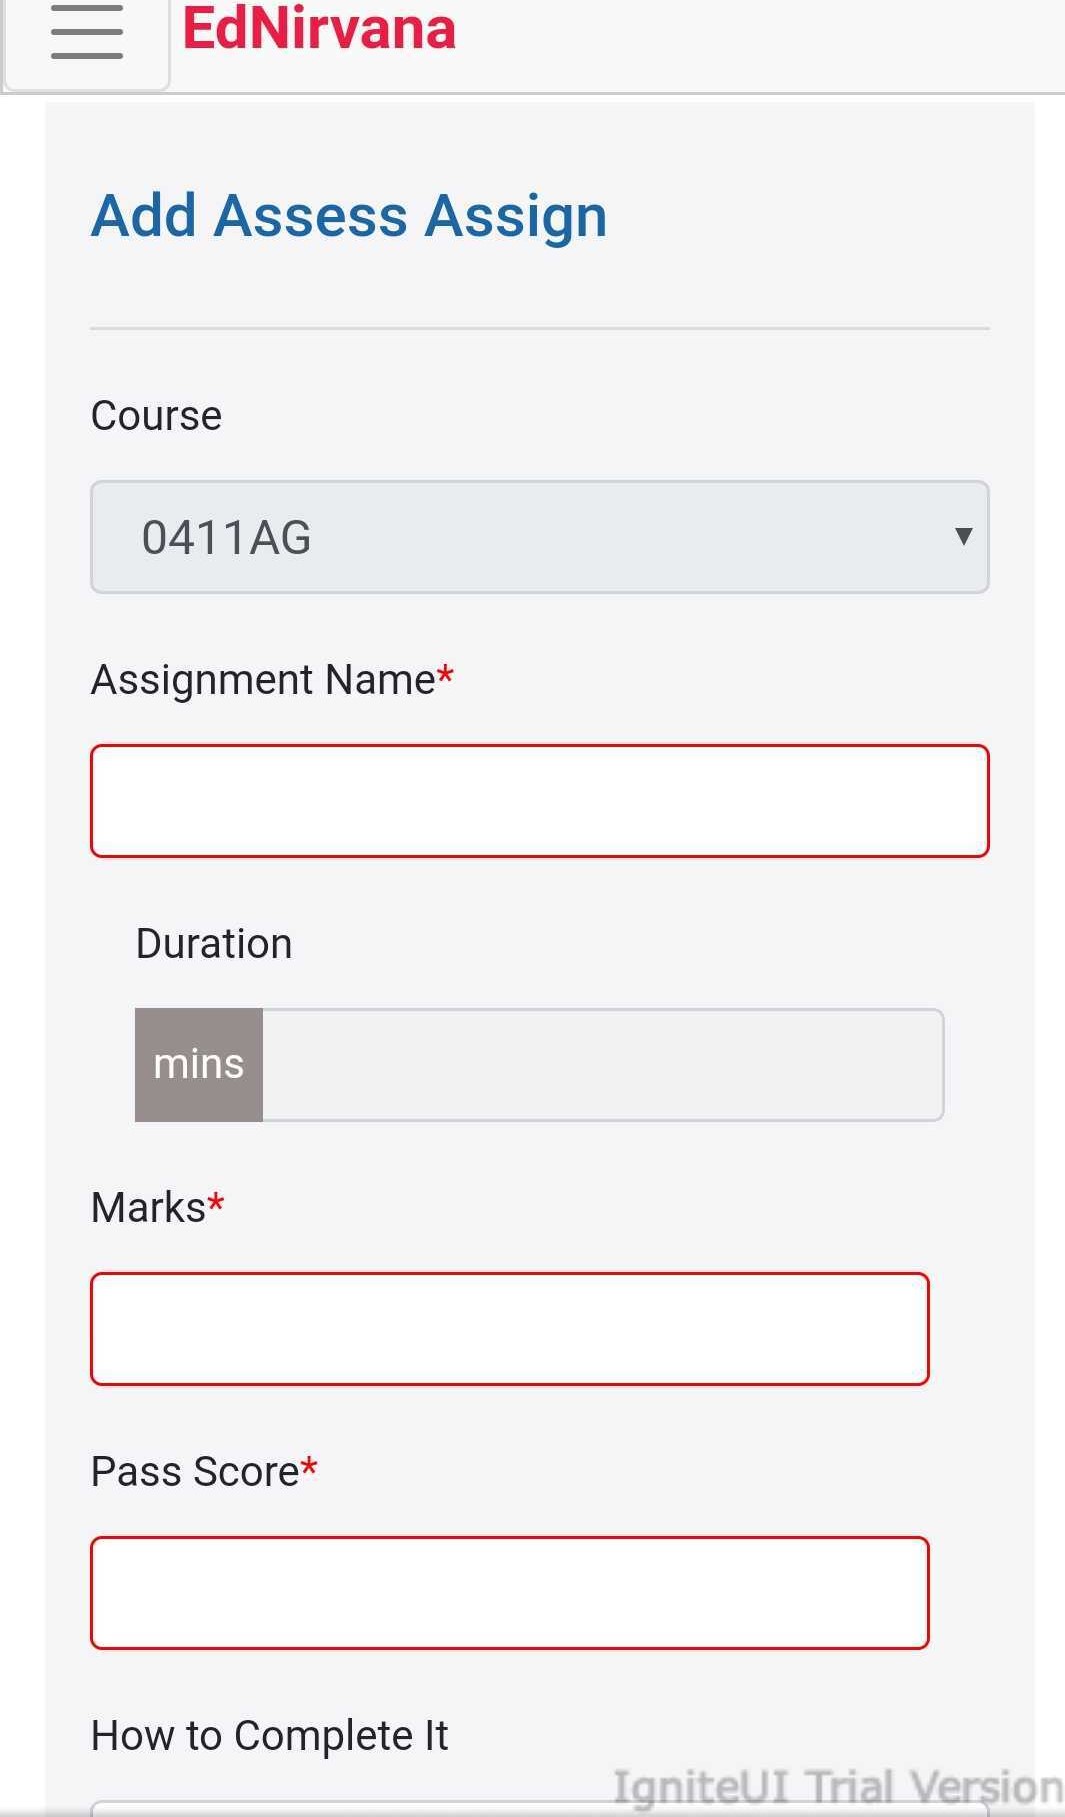 EdNirvana
Add Assess Assign
Course
0411AG
Assignment Name*
Duration
mins
Marks*
Pass Score*
How to Complete It
IgniteUI Trial Version